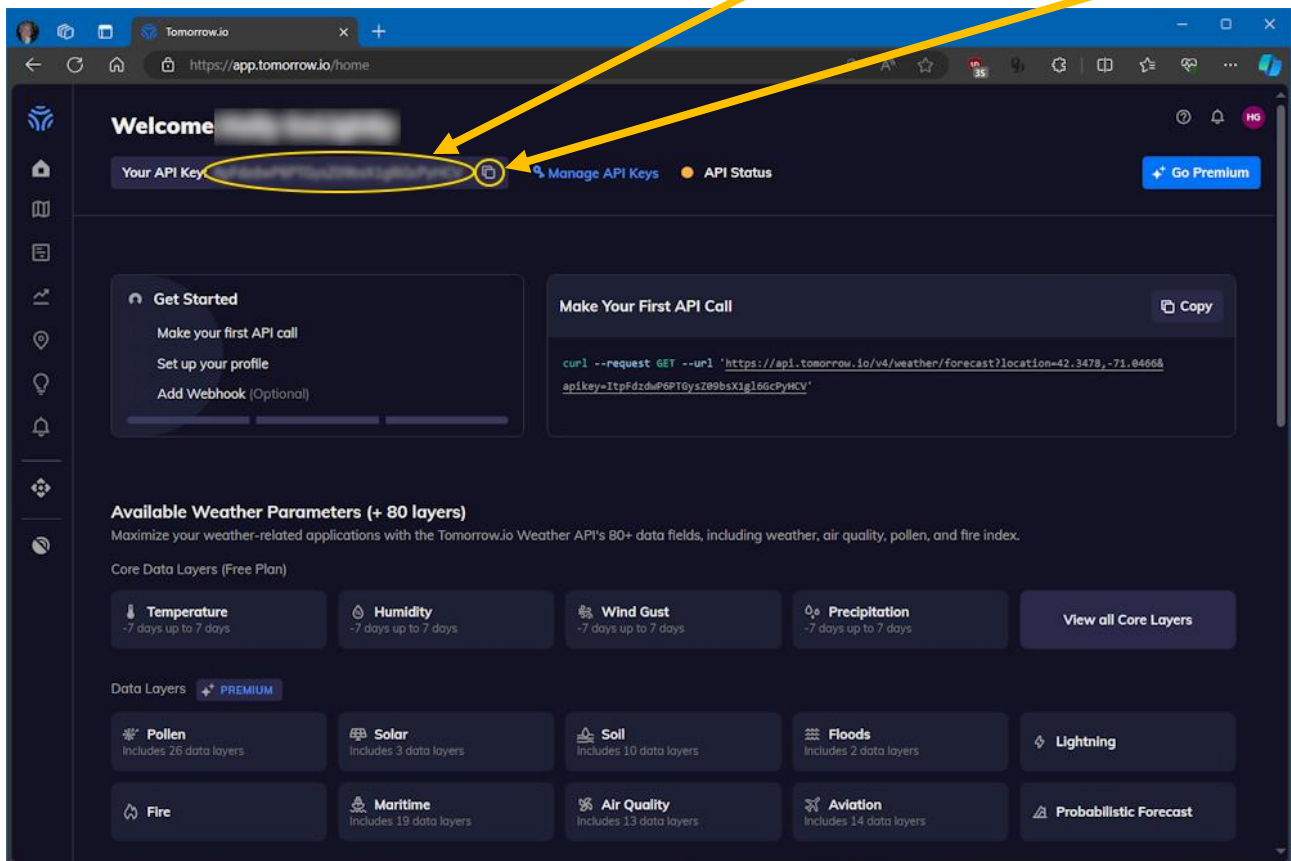 Tomorrow.io
https://app.tomorrow.io/home
35
Welcome
HG
Your API Key
Manage API Keys
API Status
Go Premium
Get Started
Make your first API call
Set up your profile
Add Webhook (Optional)
Make Your First API Call
Copy
curl --request GET --url 'https://api.tomorrow.io/v4/weather/forecast?location=42.3478,-71.0466&
apikey=ItpFdzdwP6PTGysZ09bsX1gl6GcPyHCV'
Available Weather Parameters (+ 80 layers)
Maximize your weather-related applications with the Tomorrow.io Weather API's 80+ data fields, including weather, air quality, pollen, and fire index.
Core Data Layers (Free Plan)
Temperature
-7 days up to 7 days
Humidity
-7 days up to 7 days
Wind Gust
-7 days up to 7 days
Precipitation
-7 days up to 7 days
View all Core Layers
Data Layers PREMIUM
Pollen
Includes 26 data layers
Solar
Includes 3 data layers
Soil
Includes 10 data layers
Floods
Includes 2 data layers
Lightning
Fire
Maritime
Includes 19 data layers
Air Quality
Includes 13 data layers
Aviation
Includes 14 data layers
Probabilistic Forecast